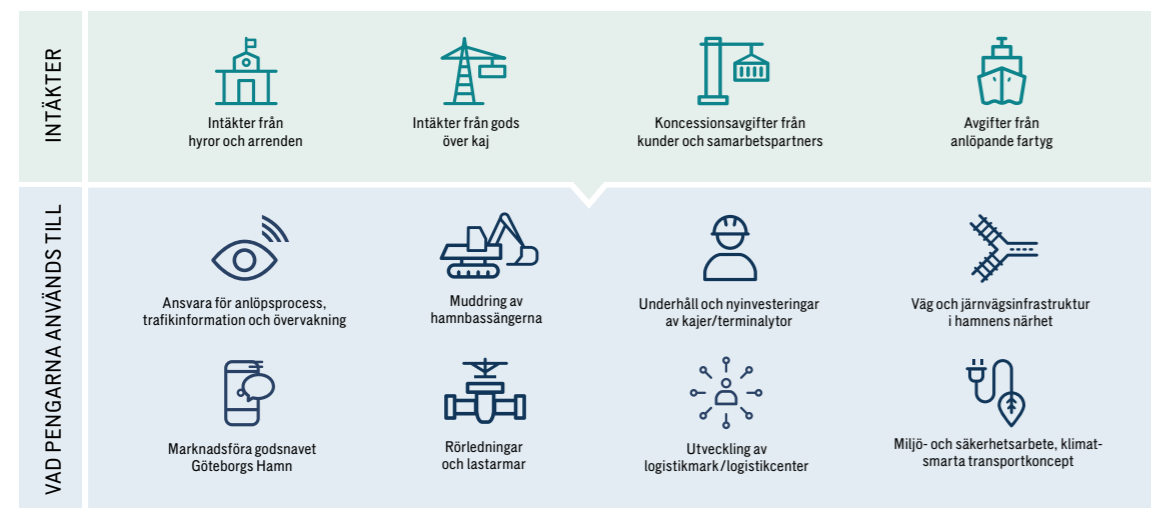 INTÄKTER
Intäkter från
hyror och arrenden
Intäkter från gods
över kaj
Koncessionsavgifter från
kunder och samarbetspartners
Avgifter från
anlöpande fartyg
VAD PENGARNA ANVÄNDS TILL
Ansvara för anlöpsprocess,
trafikinformation och övervakning
Muddring av
hamnbassängerna
Underhåll och nyinvesteringar
av kajer/terminalytor
Väg och järnvägsinfrastruktur
i hamnens närhet
Marknadsföra godsnavet
Göteborgs Hamn
Rörledningar
och lastarmar
Utveckling av
logistikmark/logistikcenter
Miljö- och säkerhetsarbete, klimat-
smarta transportkoncept